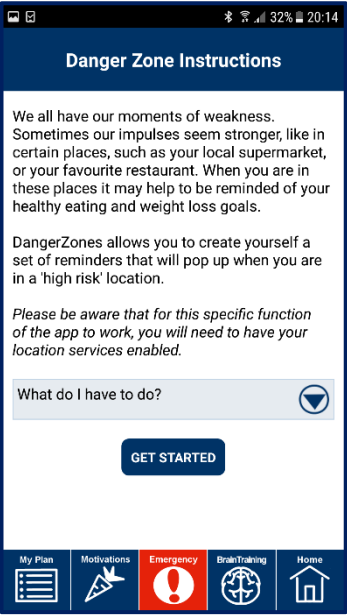 32% 20:14
Danger Zone Instructions
We all have our moments of weakness.
Sometimes our impulses seem stronger, like in
certain places, such as your local supermarket,
or your favourite restaurant. When you are in
these places it may help to be reminded of your
healthy eating and weight loss goals.
DangerZones allows you to create yourself a
set of reminders that will pop up when you are
in a 'high risk' location.
Please be aware that for this specific function
of the app to work, you will need to have your
location services enabled.
What do I have to do?
GET STARTED
My Plan Motivations Emergency BrainTraining Home